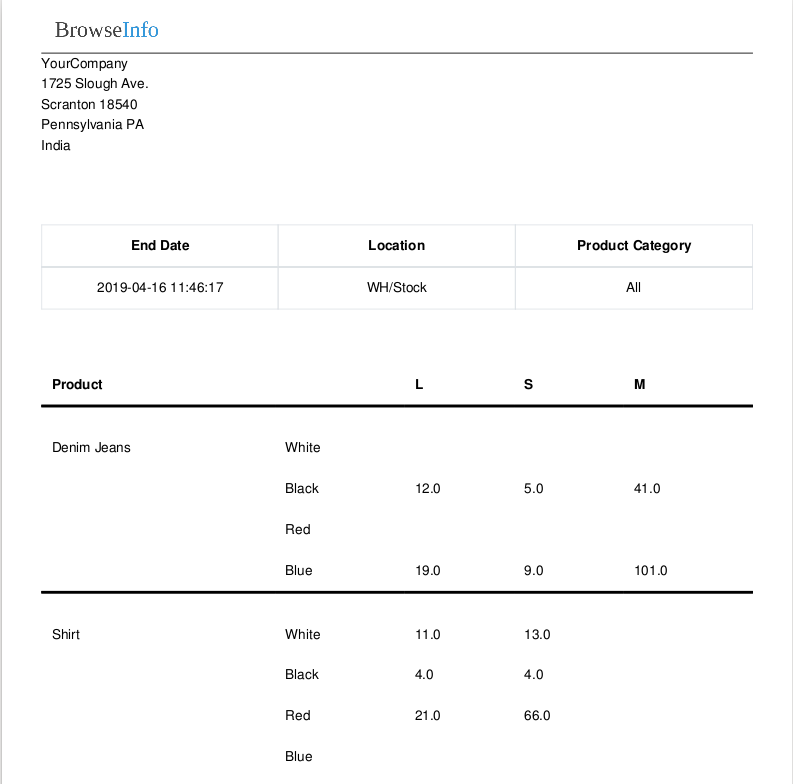 BrowseInfo
YourCompany
1725 Slough Ave.
Scranton 18540
Pennsylvania PA
India
End Date Location Product Category
2019-04-16 11:46:17 WH/Stock All
Product L S M
Denim Jeans White
Black 12.0 5.0 41.0
Red
Blue 19.0 9.0 101.0
Shirt White 11.0 13.0
Black 4.0 4.0
Red 21.0 66.0
Blue